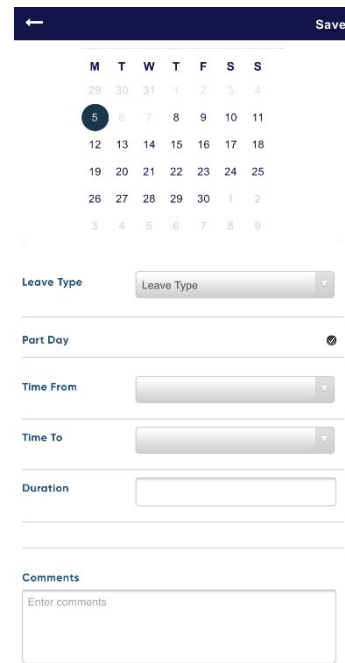 Save
M T W T F S S
29 30 31 1 2 3 4
5 6 7 8 9 10 11
12 13 14 15 16 17 18
19 20 21 22 23 24 25
26 27 28 29 30 1 2
3 4 5 6 7 8 9
Leave Type Leave Type
Part Day
Time From
Time To
Duration
Comments
Enter comments